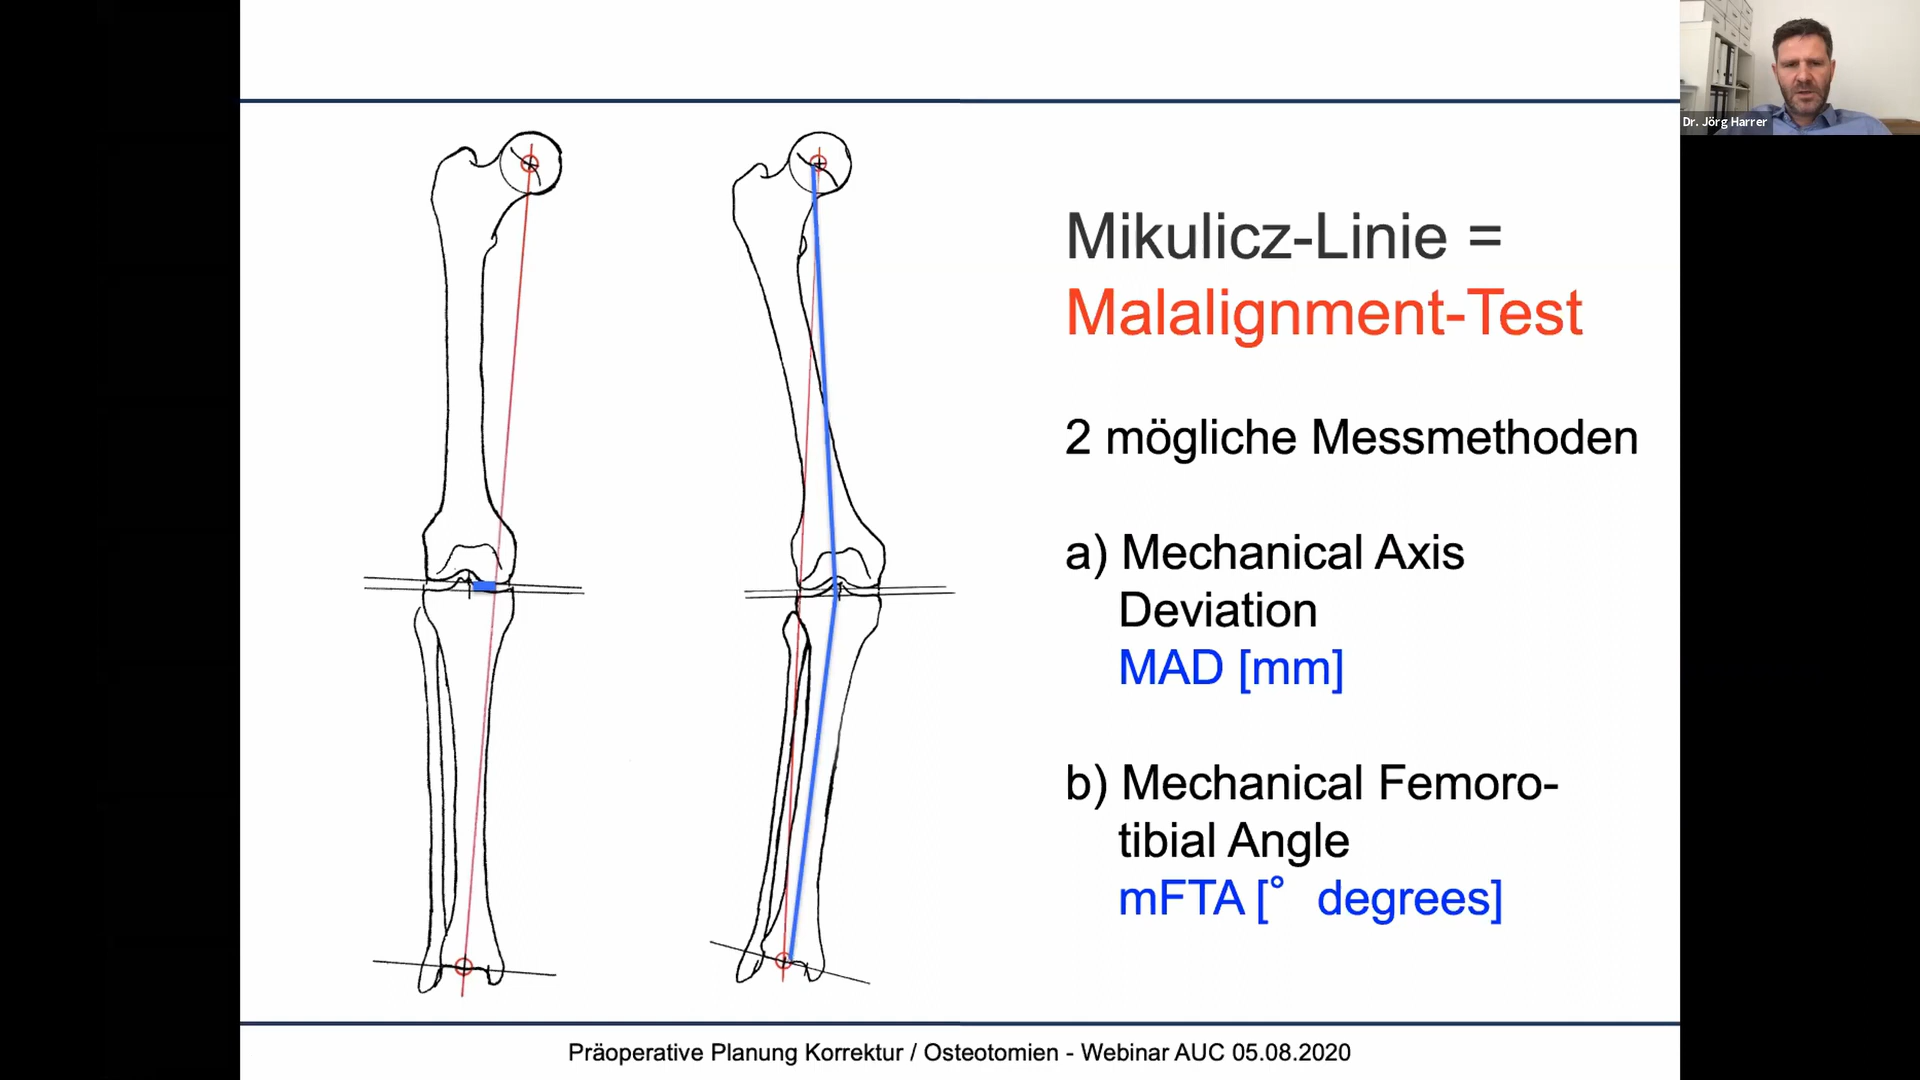 Dr. Jörg Harrer
Mikulicz-Linie =
Malalignment-Test
2 mögliche Messmethoden
a) Mechanical Axis
Deviation
MAD [mm]
b) Mechanical Femoro-
tibial Angle
mFTA [° degrees]
Präoperative Planung Korrektur / Osteotomien - Webinar AUC 05.08.2020